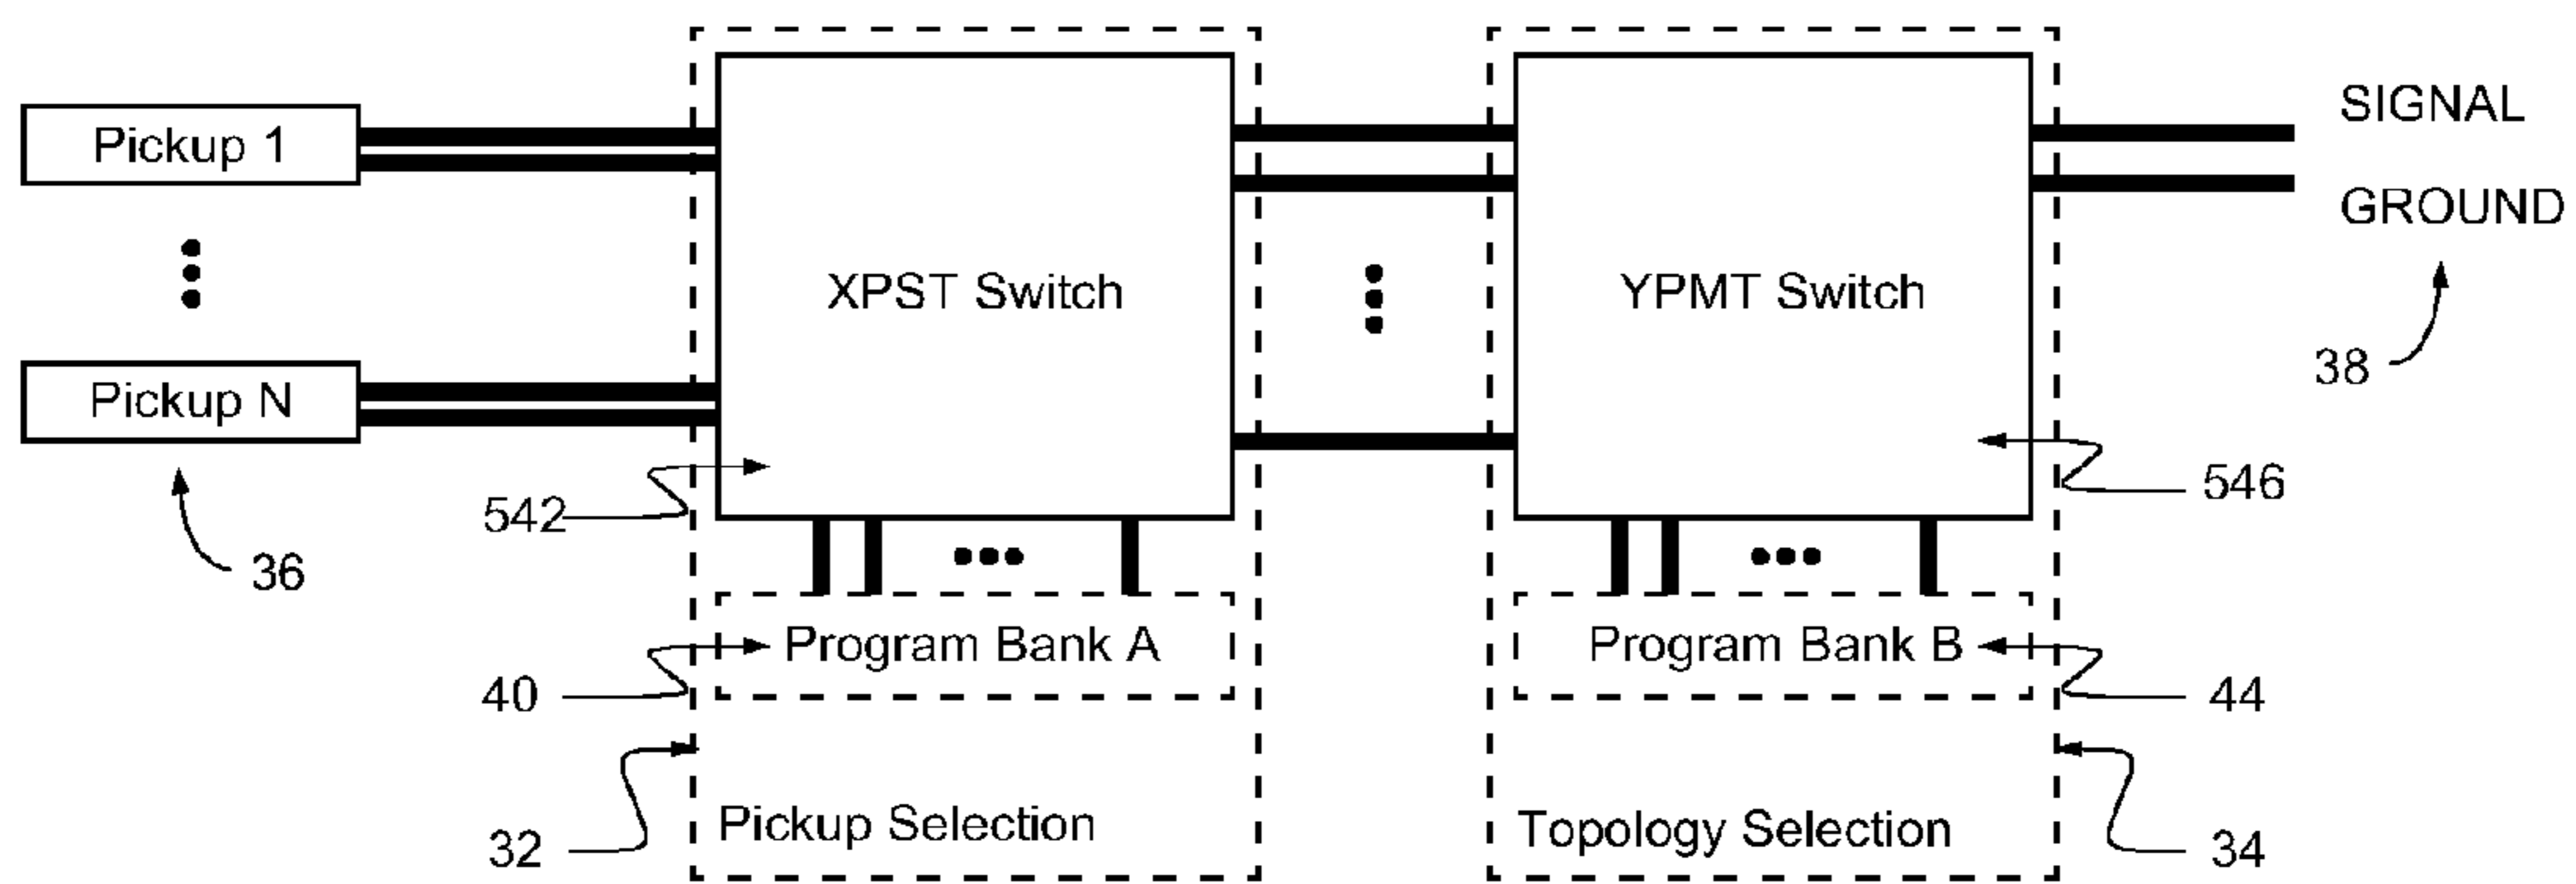 SIGNAL
Pickup 1
GROUND
XPST Switch
YPMT Switch
38
Pickup N
542
546
36
Program Bank A
Program Bank B
40
44
Pickup Selection
Topology Selection
32
34